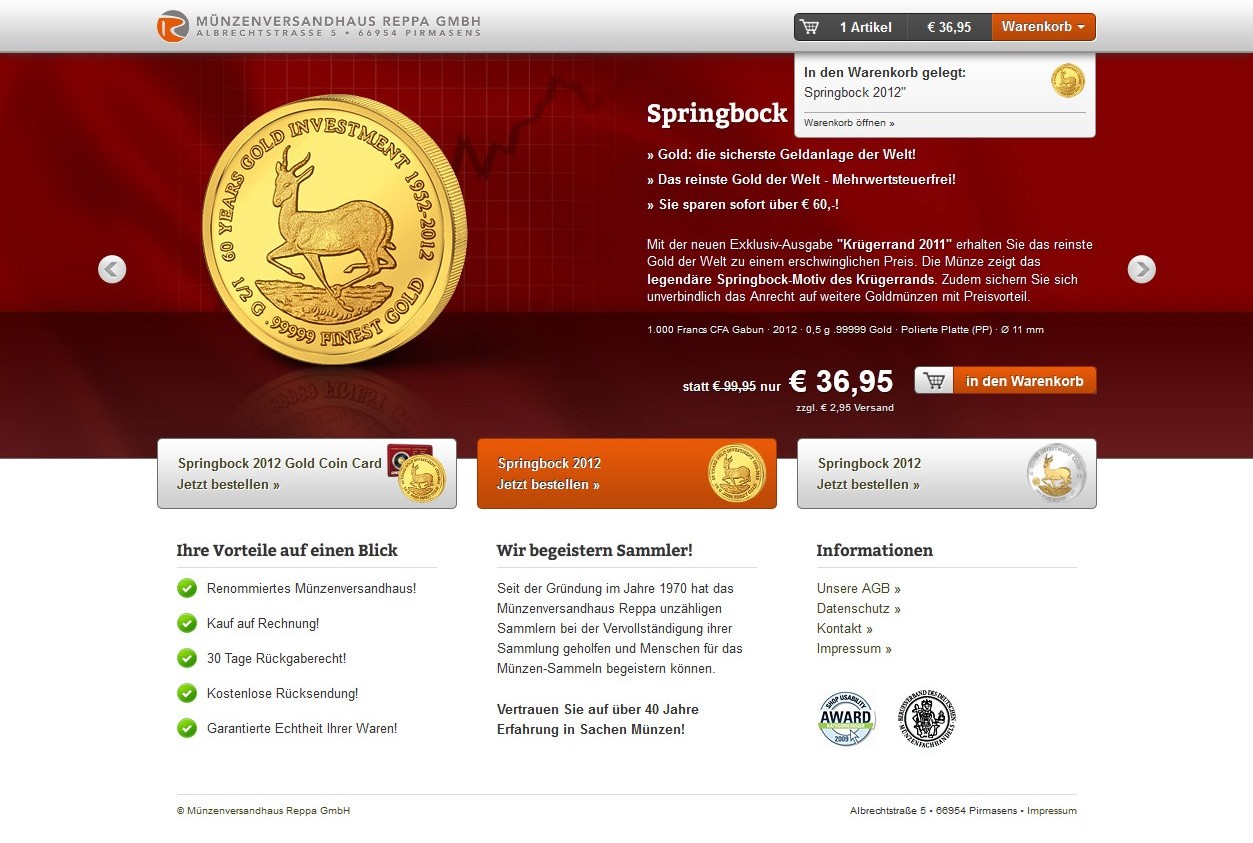 MÜNZENVERSANDHAUS REPPA GMBH
ALBRECHTSTRASSE 5 • 66954 PIRMASENS
1 Artikel
€ 36,95
Warenkorb
In den Warenkorb gelegt:
Springbock 2012"
Warenkorb öffnen »
60 YEARS GOLD INVESTMENT 1952-2012
1/2 G .99999 FINEST GOLD
Springbock
» Gold: die sicherste Geldanlage der Welt!
» Das reinste Gold der Welt - Mehrwertsteuerfrei!
» Sie sparen sofort über € 60,-!
Mit der neuen Exklusiv-Ausgabe "Krügerrand 2011" erhalten Sie das reinste
Gold der Welt zu einem erschwinglichen Preis. Die Münze zeigt das
legendäre Springbock-Motiv des Krügerrands. Zudem sichern Sie sich
unverbindlich das Anrecht auf weitere Goldmünzen mit Preisvorteil.
1.000 Francs CFA Gabun · 2012 · 0,5 g .99999 Gold · Polierte Platte (PP) · Ø 11 mm
statt € 99,95 nur € 36,95
in den Warenkorb
zzgl. € 2,95 Versand
Springbock 2012 Gold Coin Card
Jetzt bestellen »
Springbock 2012
Jetzt bestellen »
Springbock 2012
Jetzt bestellen »
Ihre Vorteile auf einen Blick
Renommiertes Münzenversandhaus!
Kauf auf Rechnung!
30 Tage Rückgaberecht!
Kostenlose Rücksendung!
Garantierte Echtheit Ihrer Waren!
Wir begeistern Sammler!
Seit der Gründung im Jahre 1970 hat das
Münzenversandhaus Reppa unzähligen
Sammlern bei der Vervollständigung ihrer
Sammlung geholfen und Menschen für das
Münzen-Sammeln begeistern können.
Vertrauen Sie auf über 40 Jahre
Erfahrung in Sachen Münzen!
Informationen
Unsere AGB »
Datenschutz »
Kontakt »
Impressum »
SHOP USABILITY
AWARD
2009
BERUFSVERBAND DES DEUTSCHEN
MÜNZENFACHHANDELS
© Münzenversandhaus Reppa GmbH
Albrechtstraße 5 • 66954 Pirmasens • Impressum